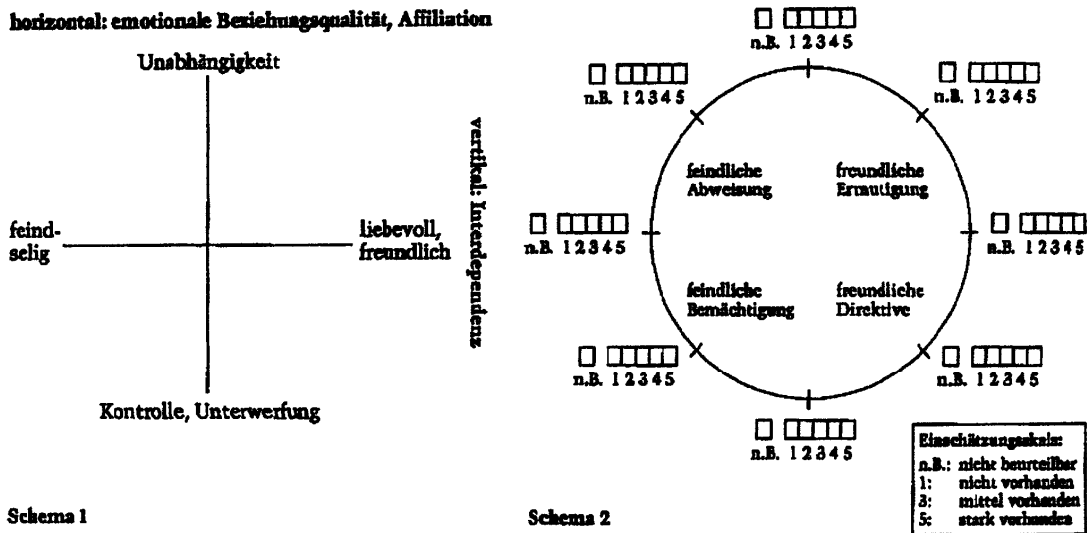 horizontal: emotionale Beziehungsqualität, Affiliation
Unabhängigkeit
feind-
selig
liebevoll,
freundlich
vertikal: Interdependenz
Kontrolle, Unterwerfung
Schema 1
n.B. 1 2 3 4 5
n.B. 1 2 3 4 5
n.B. 1 2 3 4 5
feindliche
Abweisung
freundliche
Ermutigung
n.B. 1 2 3 4 5
n.B. 1 2 3 4 5
feindliche
Bemächtigung
freundliche
Direktive
n.B. 1 2 3 4 5
n.B. 1 2 3 4 5
n.B. 1 2 3 4 5
Einschätzungsskala:
n.B.: nicht beurteilbar
1: nicht vorhanden
3: mittel vorhanden
5: stark vorhanden
Schema 2